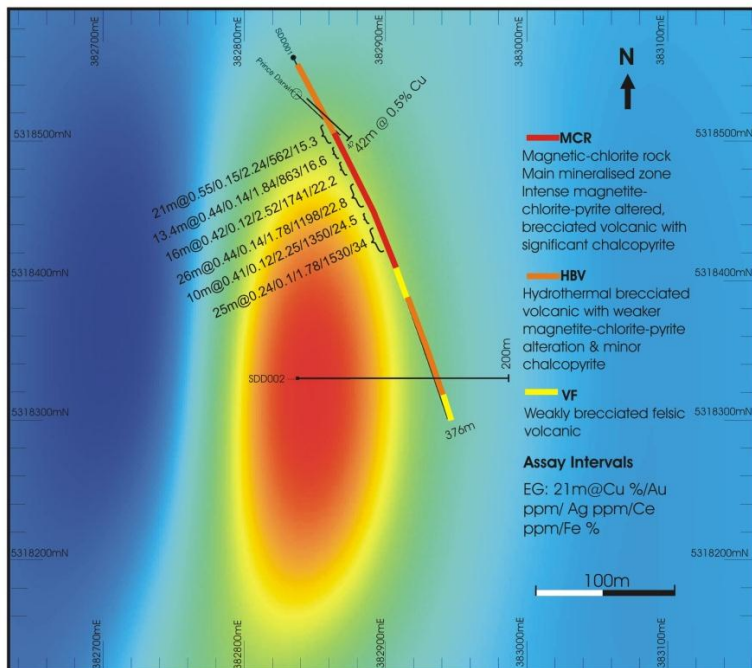 382700mE
382800mE
382900mE
383000mE
383100mE
SDD001
Prince Darwin
42m @ 0.5% Cu
N
5318500mN
5318500mN
21m@0.55/0.15/2.24/562/15.3
13.4m@0.44/0.14/1.84/863/16.6
16m@0.42/0.12/2.52/1741/22.2
26m@0.44/0.14/1.78/1198/22.8
10m@0.41/0.12/2.25/1350/24.5
25m@0.24/0.1/1.78/1530/34
MCR
Magnetic-chlorite rock
Main mineralised zone
Intense magnetite-
chlorite-pyrite altered,
brecciated volcanic with
significant chalcopyrite
5318400mN
5318400mN
HBV
Hydrothermal brecciated
volcanic with weaker
magnetite-chlorite-pyrite
alteration & minor
chalcopyrite
SDD002
200m
376m
5318300mN
5318300mN
VF
Weakly brecciated felsic
volcanic
Assay Intervals
EG: 21m@Cu %/Au
ppm/ Ag ppm/Ce
ppm/Fe %
5318200mN
5318200mN
100m
382700mE
382800mE
382900mE
383000mE
383100mE